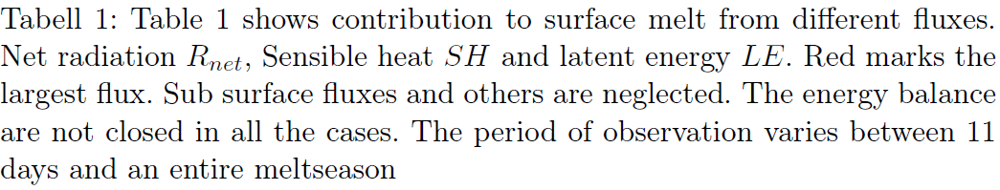 Tabell 1: Table 1 shows contribution to surface melt from different fluxes.
Net radiation Rnet, Sensible heat SH and latent energy LE. Red marks the
largest flux. Sub surface fluxes and others are neglected. The energy balance
are not closed in all the cases. The period of observation varies between 11
days and an entire meltseason